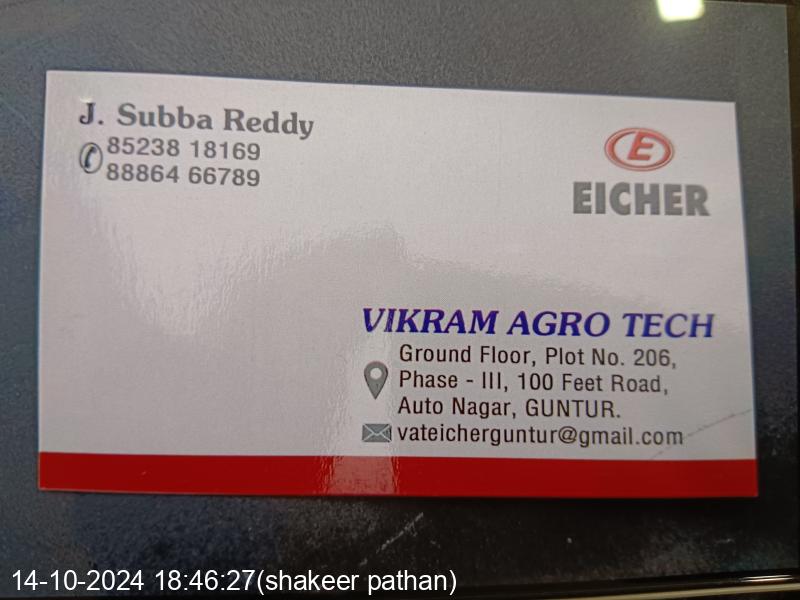 J. Subba Reddy
85238 18169
88864 66789
E
EICHER
VIKRAM AGRO TECH
Ground Floor, Plot No. 206,
Phase - III, 100 Feet Road,
Auto Nagar, GUNTUR.
vateicherguntur@gmail.com
14-10-2024 18:46:27(shakeer pathan)